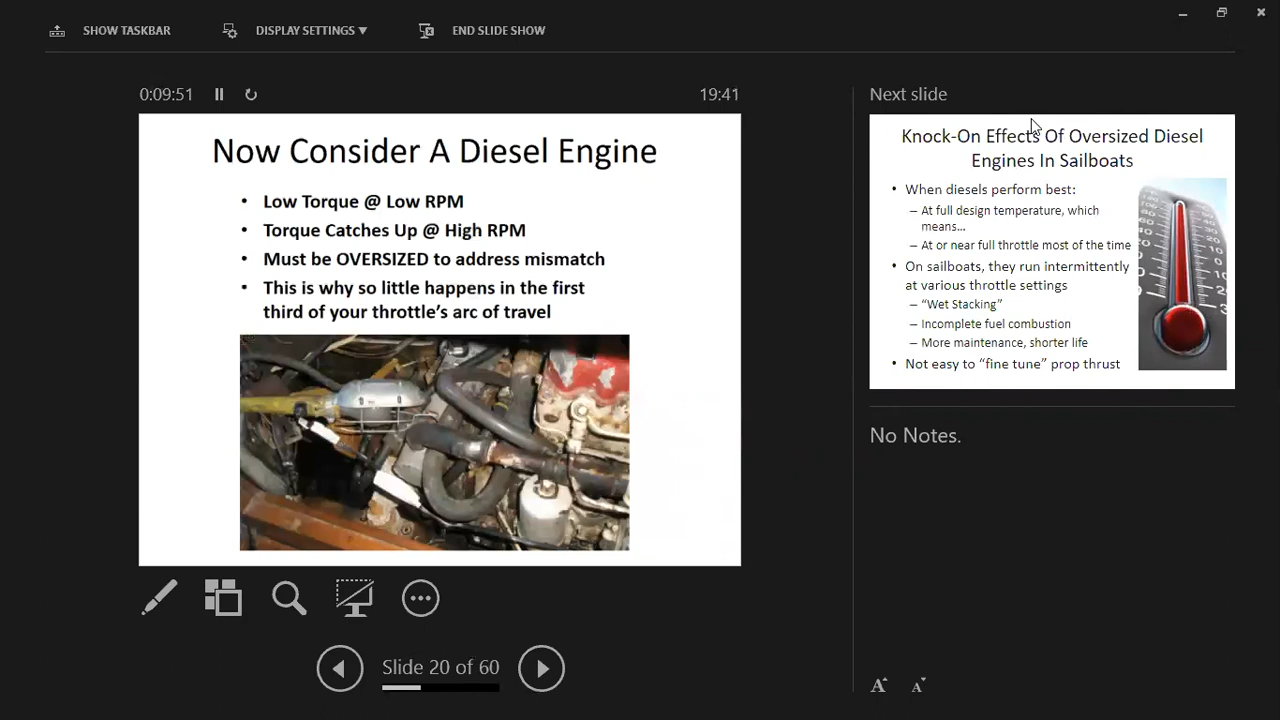 SHOW TASKBAR
DISPLAY SETTINGS ▼
END SLIDE SHOW
0:09:51
19:41
Now Consider A Diesel Engine
• Low Torque @ Low RPM
• Torque Catches Up @ High RPM
• Must be OVERSIZED to address mismatch
• This is why so little happens in the first
third of your throttle's arc of travel
Slide 20 of 60
Next slide
Knock-On Effects Of Oversized Diesel
Engines In Sailboats
• When diesels perform best:
– At full design temperature, which
means…
– At or near full throttle most of the time
• On sailboats, they run intermittently
at various throttle settings
– “Wet Stacking”
– Incomplete fuel combustion
– More maintenance, shorter life
• Not easy to “fine tune” prop thrust
No Notes.
A A